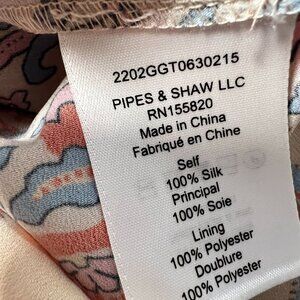 2202GGT0630215
PIPES & SHAW LLC
RN155820
Made in China
Fabriqué en Chine
Self
100% Silk
Principal
100% Soie
Lining
100% Polyester
Doublure
100% Polyester